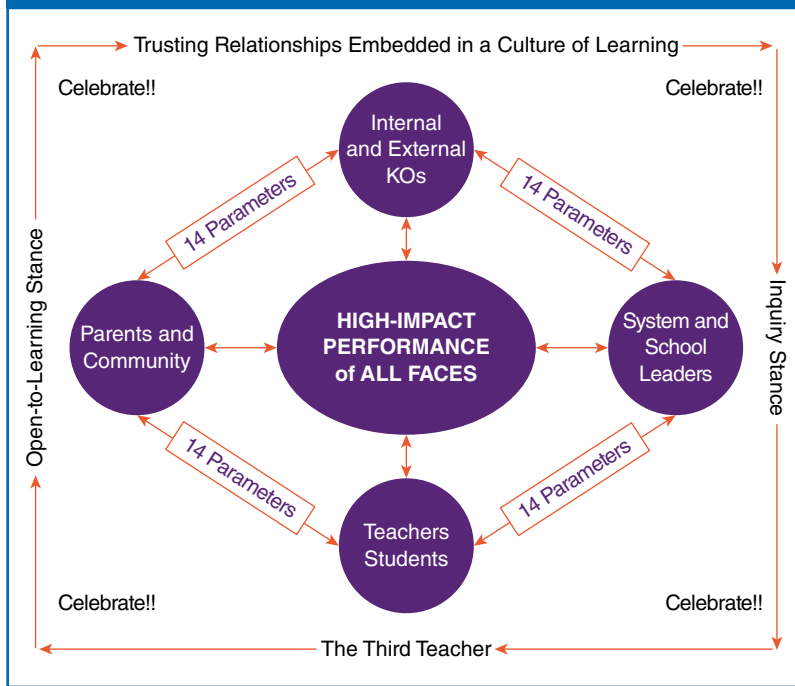 Trusting Relationships Embedded in a Culture of Learning
Celebrate!!
Celebrate!!
Internal
and External
KOs
14 Parameters
14 Parameters
Open-to-Learning Stance
Parents and
Community
HIGH-IMPACT
PERFORMANCE
of ALL FACES
System and
School
Leaders
Inquiry Stance
14 Parameters
14 Parameters
Teachers
Students
Celebrate!!
Celebrate!!
The Third Teacher